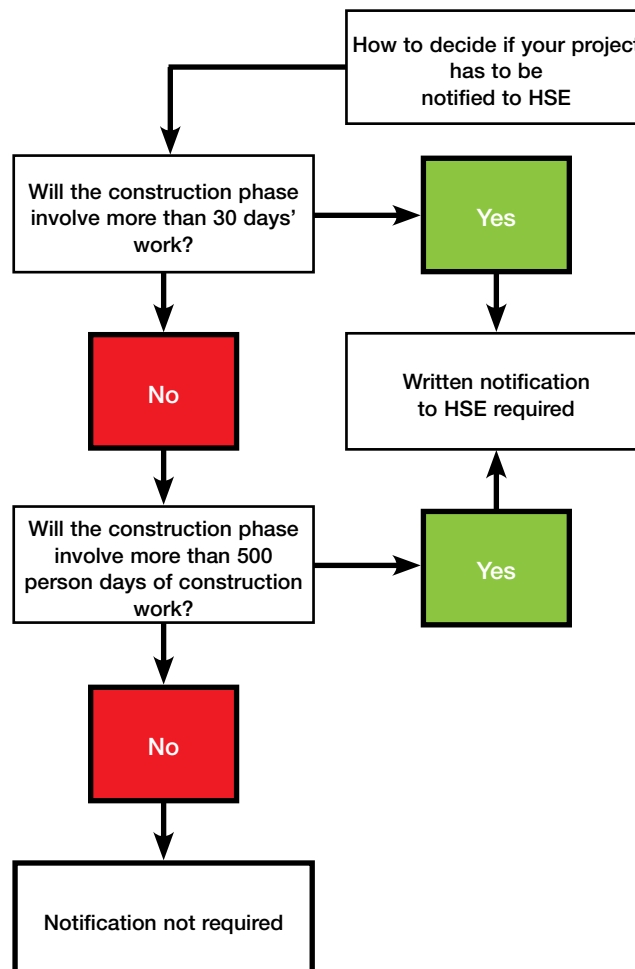 How to decide if your project
has to be
notified to HSE
Will the construction phase
involve more than 30 days’
work?
Yes
No
Written notification
to HSE required
Will the construction phase
involve more than 500
person days of construction
work?
Yes
No
Notification not required